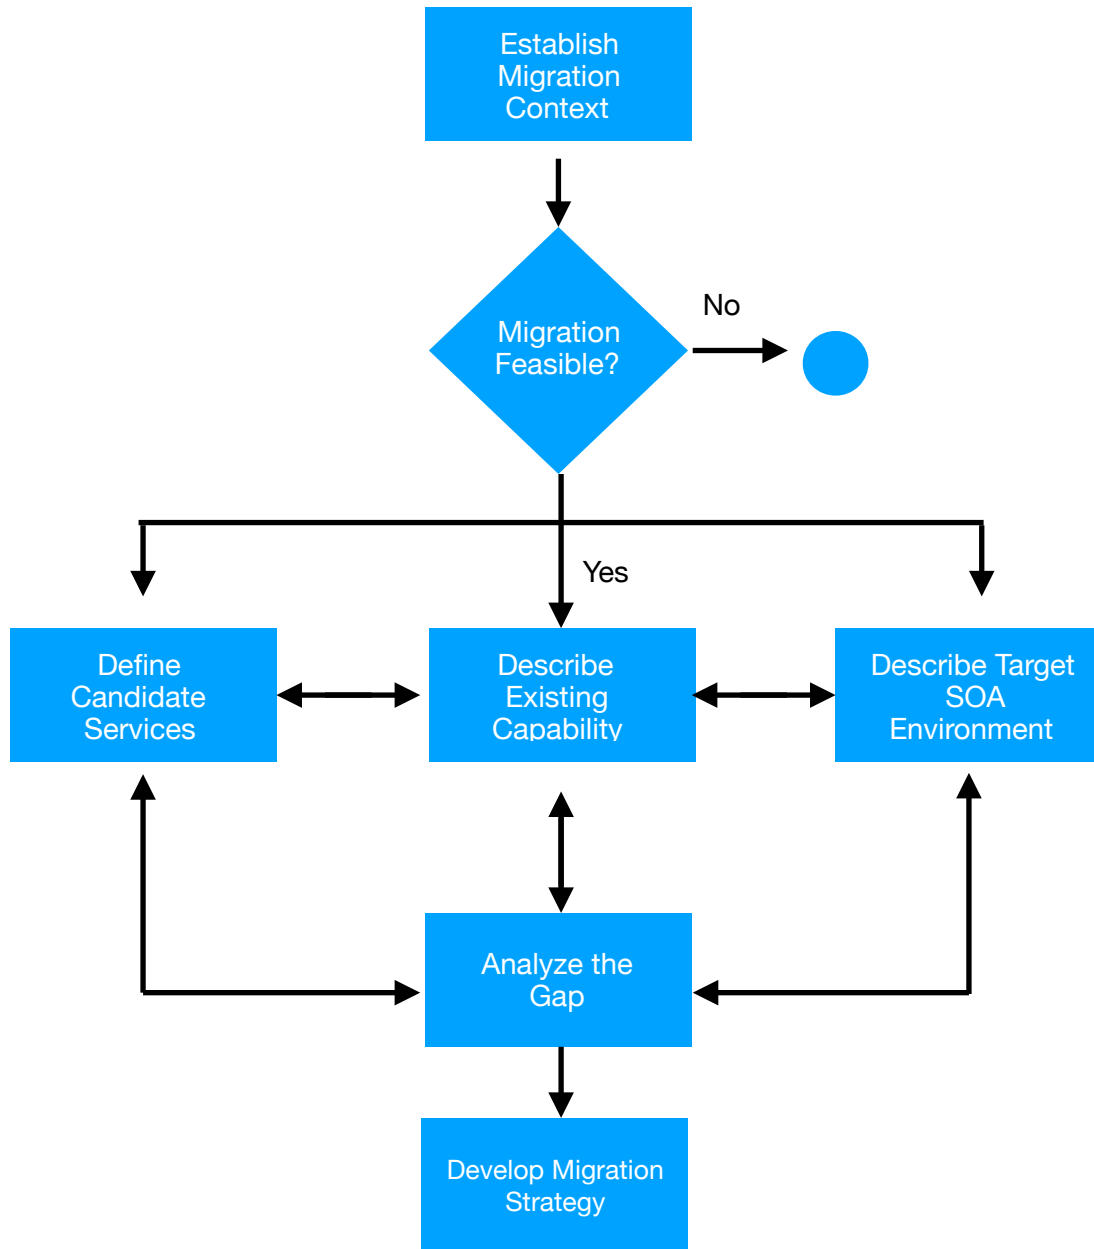 Establish
Migration
Context
Migration
Feasible?
No
Yes
Define
Candidate
Services
Describe
Existing
Capability
Describe Target
SOA
Environment
Analyze the
Gap
Develop Migration
Strategy